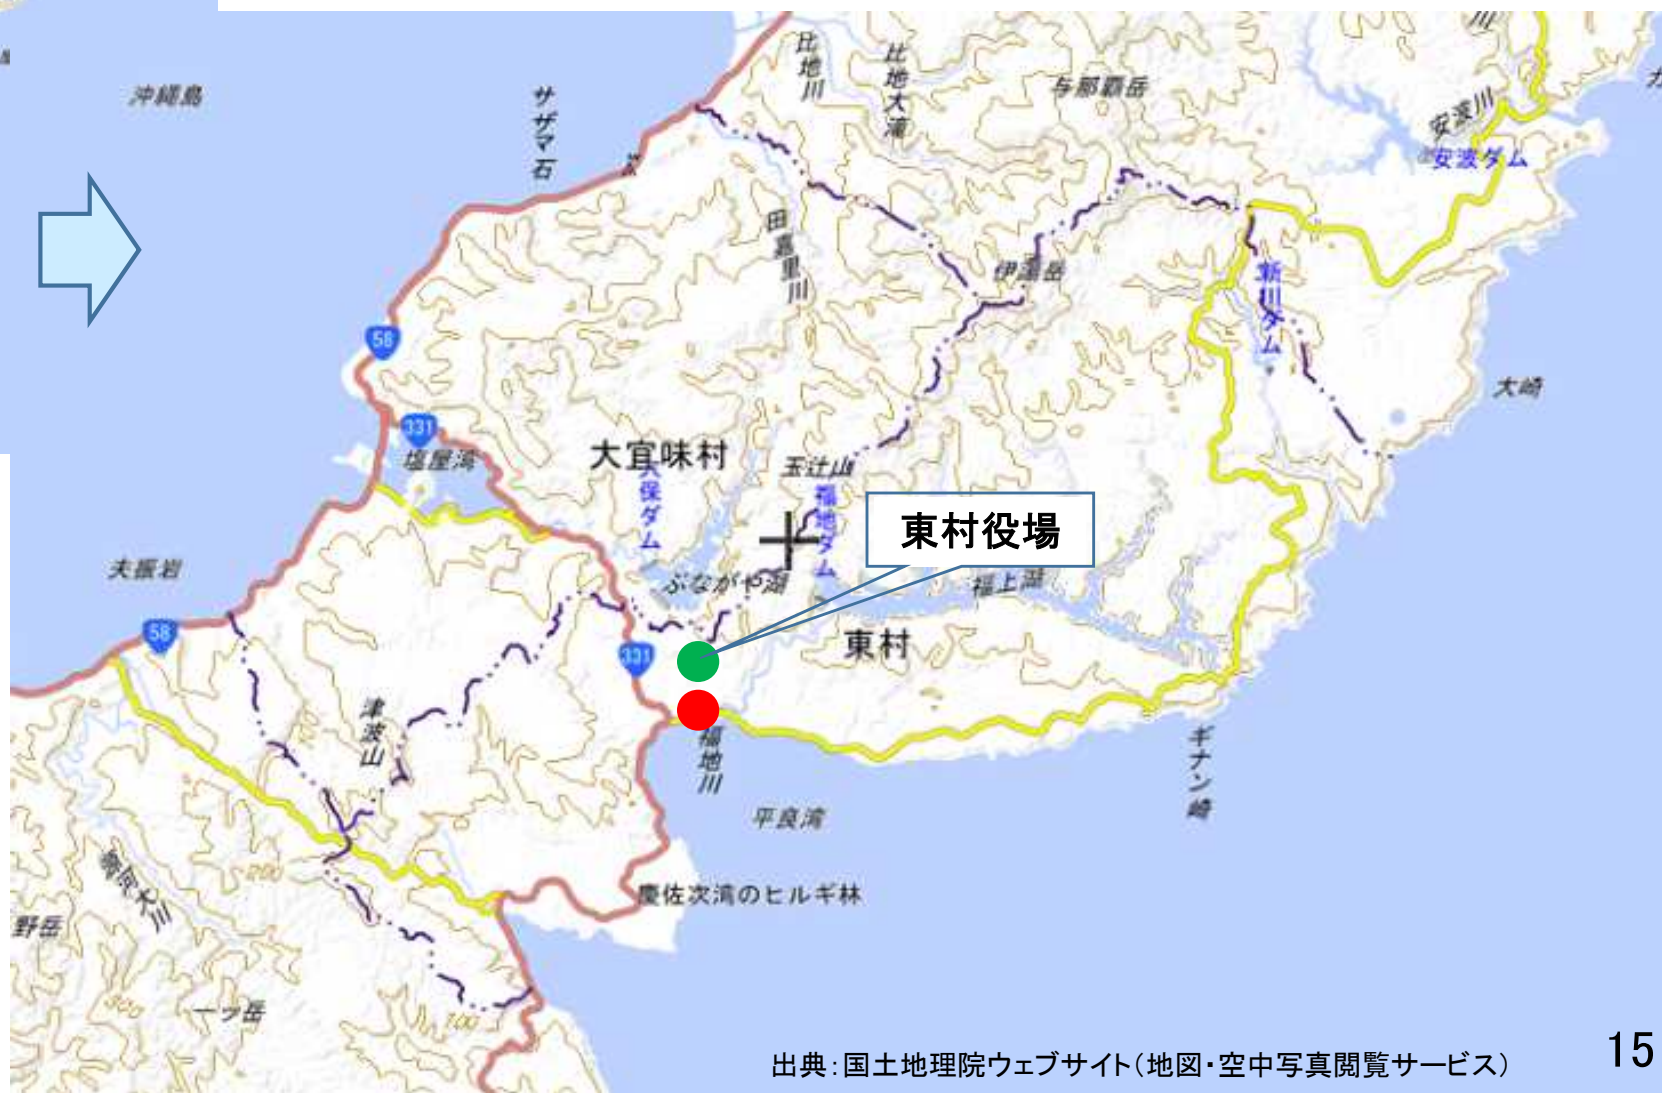 沖縄島
サザマ石
比地川
比地大滝
与那覇岳
川
安波川
安波ダム
田嘉里川
伊湯岳
新川ダム
58
331
塩屋湾
大宜味村
大保ダム
玉辻山
福地ダム
大崎
東村役場
夫振岩
ぶながや湖
福上湖
58
331
東村
津波山
福地川
ギナン崎
平良湾
慶佐次湾のヒルギ林
200
野岳
一ツ岳
300
100
出典：国土地理院ウェブサイト（地図・空中写真閲覧サービス）
15